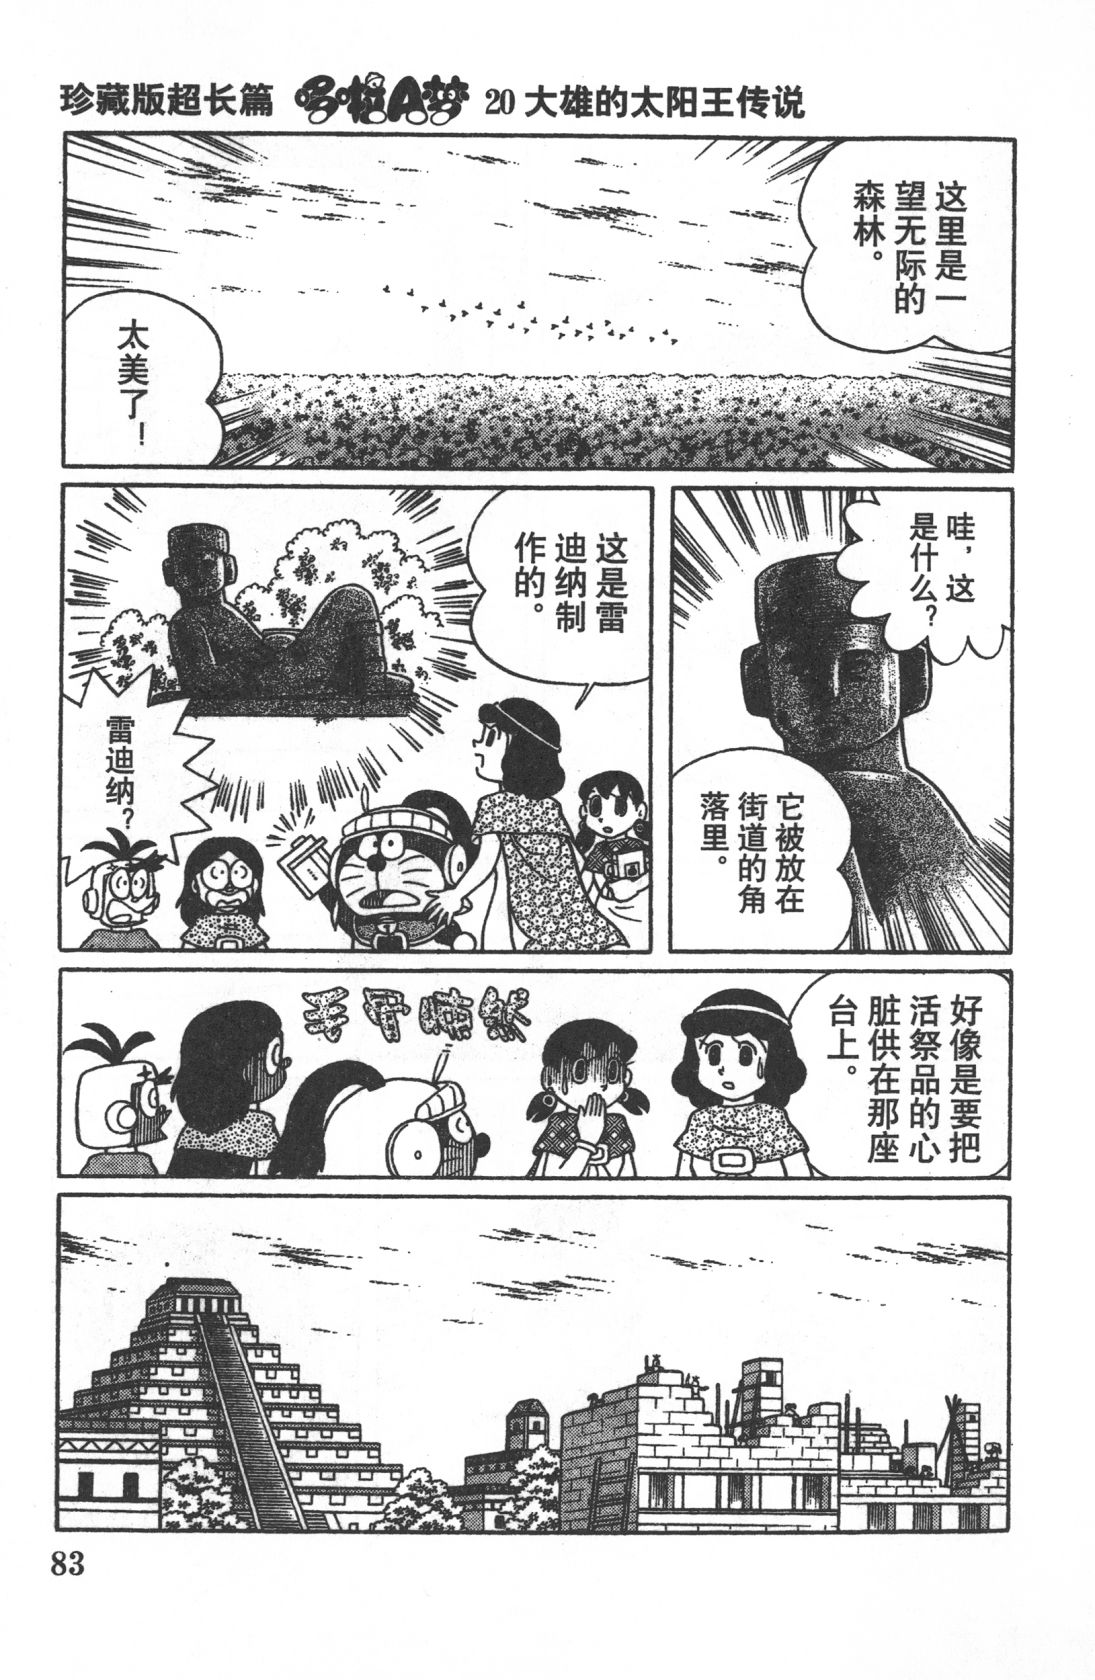 珍藏版超长篇 哆啦A梦 20 大雄的太阳王传说
这里是一
望无际的
森林。
太美了！
哇，这
是什么？
它被放在
街道的角
落里。
这是雷
迪纳制
作的。
雷迪纳？
好像是要把
活祭品的心
脏供在那座
台上。
毛骨悚然
83